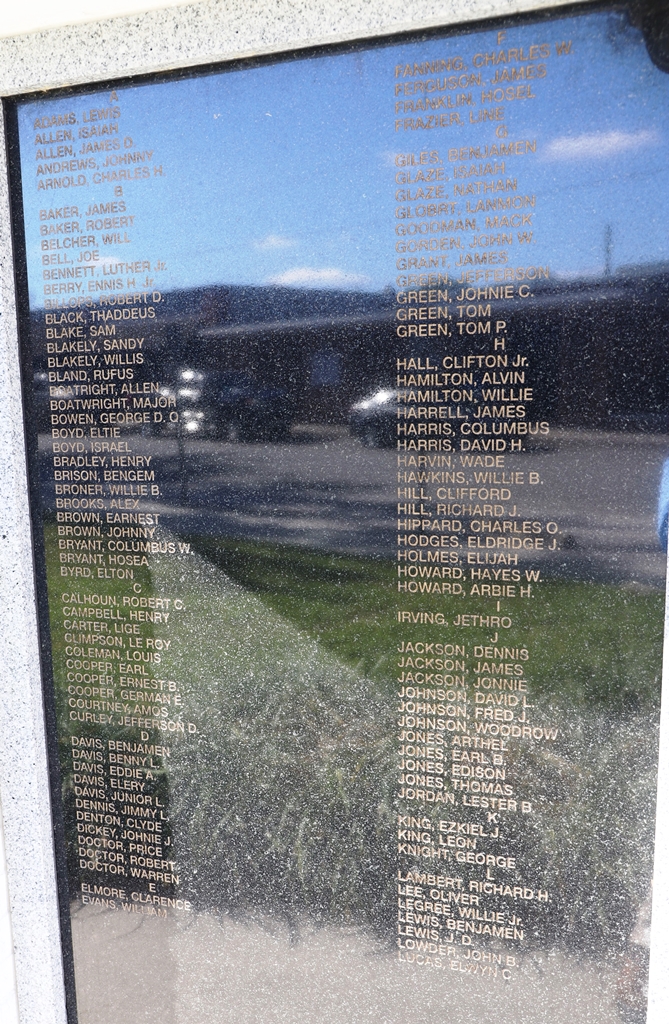 A
ADAMS, LEWIS
ALLEN, ISAIAH
ALLEN, JAMES D.
ANDREWS, JOHNNY
ARNOLD, CHARLES H.
B
BAKER, JAMES
BAKER, ROBERT
BELCHER, WILL
BELL, JOE
BENNETT, LUTHER Jr.
BERRY, ENNIS H. Jr.
BILLOPS, ROBERT D.
BLACK, THADDEUS
BLAKE, SAM
BLAKELY, SANDY
BLAKELY, WILLIS
BLAND, RUFUS
BOATRIGHT, ALLEN
BOATWRIGHT, MAJOR
BOWEN, GEORGE D. O.
BOYD, ELTIE
BOYD, ISRAEL
BRADLEY, HENRY
BRISON, BENGEM
BRONER, WILLIE B.
BROOKS, ALEX
BROWN, EARNEST
BROWN, JOHNNY
BRYANT, COLUMBUS W.
BRYANT, HOSEA
BYRD, ELTON
C
CALHOUN, ROBERT C.
CAMPBELL, HENRY
CARTER, LIGE
CLIMPSON, LE ROY
COLEMAN, LOUIS
COOPER, EARL
COOPER, ERNEST B.
COOPER, GERMAN E.
COURTNEY, AMOS
CURLEY, JEFFERSON D.
D
DAVIS, BENJAMEN
DAVIS, BENNY L.
DAVIS, EDDIE A.
DAVIS, ELERY
DAVIS, JUNIOR L.
DENNIS, JIMMY L.
DENTON, CLYDE
DICKEY, JOHNIE J.
DOCTOR, PRICE
DOCTOR, ROBERT
DOCTOR, WARREN
E
ELMORE, CLARENCE
EVANS, WILLIAM
F
FANNING, CHARLES W.
FERGUSON, JAMES
FRANKLIN, HOSEL
FRAZIER, LINE
G
GILES, BENJAMEN
GLAZE, ISAIAH
GLAZE, NATHAN
GLOBRY, LAWMON
GOODMAN, MACK
GORDEN, JOHN W.
GRANT, JAMES
GREEN, JEFFERSON
GREEN, JOHNIE C.
GREEN, TOM
GREEN, TOM P.
H
HALL, CLIFTON Jr.
HAMILTON, ALVIN
HAMILTON, WILLIE
HARRELL, JAMES
HARRIS, COLUMBUS
HARRIS, DAVID H.
HARVIN, WADE
HAWKINS, WILLIE B.
HILL, CLIFFORD
HILL, RICHARD J.
HIPPARD, CHARLES O.
HODGES, ELDRIDGE J.
HOLMES, ELIJAH
HOWARD, HAYES W.
HOWARD, ARBIE H.
I
IRVING, JETHRO
J
JACKSON, DENNIS
JACKSON, JAMES
JACKSON, JONNIE
JOHNSON, DAVID L.
JOHNSON, FRED J.
JOHNSON, WOODROW
JONES, ARTHEL
JONES, EARL B.
JONES, EDISON
JONES, THOMAS
JORDAN, LESTER B.
K
KING, EZKIEL J.
KING, LEON
KNIGHT, GEORGE
L
LAMBERT, RICHARD H.
LEE, OLIVER
LEGREE, WILLIE Jr.
LEWIS, BENJAMEN
LEWIS, J. D.
LOWDER, JOHN B.
LUCAS, ELWYN C.